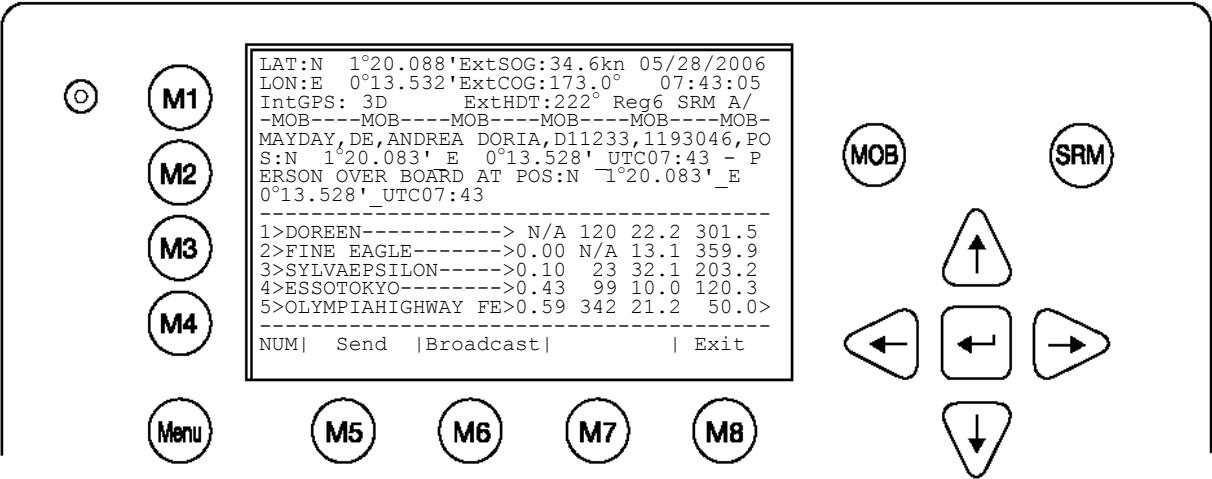 LAT:N  1°20.088'ExtSOG:34.6kn 05/28/2006
LON:E  0°13.532'ExtCOG:173.0°   07:43:05
IntGPS: 3D      ExtHDT:222° Reg6 SRM A/
-MOB----MOB----MOB----MOB----MOB----MOB-
MAYDAY,DE,ANDREA DORIA,D11233,1193046,PO
S:N  1°20.083'_E  0°13.528'_UTC07:43 - P
ERSON OVER BOARD AT POS:N  1°20.083'_E
0°13.528'_UTC07:43
----------------------------------------
1>DOREEN-----------> N/A 120 22.2 301.5
2>FINE EAGLE------->0.00 N/A 13.1 359.9
3>SYLVAEPSILON----->0.10  23 32.1 203.2
4>ESSOTOKYO-------->0.43  99 10.0 120.3
5>OLYMPIAHIGHWAY FE>0.59 342 21.2  50.0>
----------------------------------------
NUM|  Send  |Broadcast|         | Exit
M1
M2
M3
M4
Menu
M5
M6
M7
M8
MOB
SRM